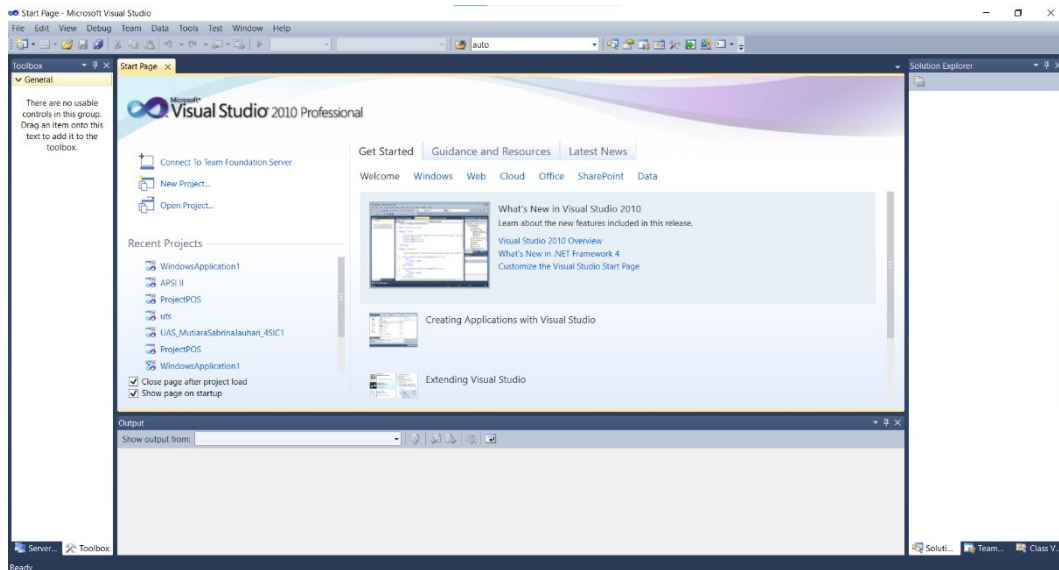 Start Page - Microsoft Visual Studio
File Edit View Debug Team Data Tools Test Window Help
auto
Toolbox
General
There are no usable
controls in this group.
Drag an item onto this
text to add it to the
toolbox.
Start Page
Microsoft
Visual Studio 2010 Professional
Connect To Team Foundation Server
New Project...
Open Project...
Recent Projects
WindowsApplication1
APSI II
ProjectPOS
uts
UAS_MutiaraSabrinaJauhari_4SIC1
ProjectPOS
WindowsApplication1
Close page after project load
Show page on startup
Get Started Guidance and Resources Latest News
Welcome Windows Web Cloud Office SharePoint Data
What's New in Visual Studio 2010
Learn about the new features included in this release.
Visual Studio 2010 Overview
What's New in .NET Framework 4
Customize the Visual Studio Start Page
Creating Applications with Visual Studio
Extending Visual Studio
Solution Explorer
Output
Show output from:
Server... Toolbox
Soluti... Team... Class V...
Ready